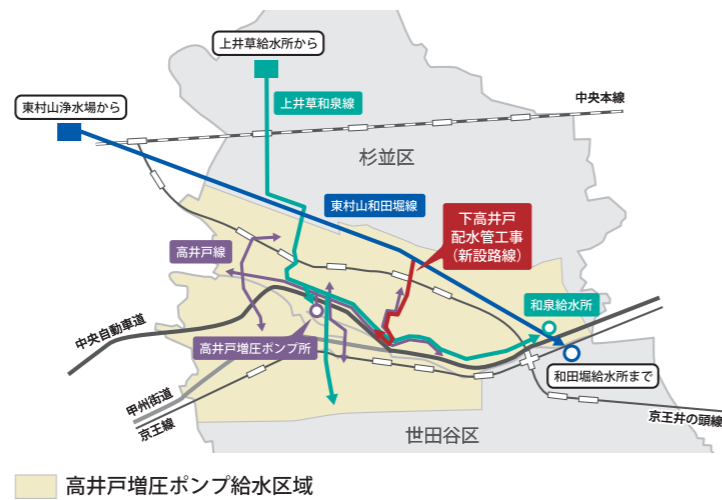 上井草給水所から
東村山浄水場から
上井草和泉線
中央本線
杉並区
東村山和田堀線
下高井戸
配水管工事
（新設路線）
高井戸線
和泉給水所
中央自動車道
高井戸増圧ポンプ所
和田堀給水所まで
甲州街道
京王線
京王井の頭線
世田谷区
高井戸増圧ポンプ給水区域